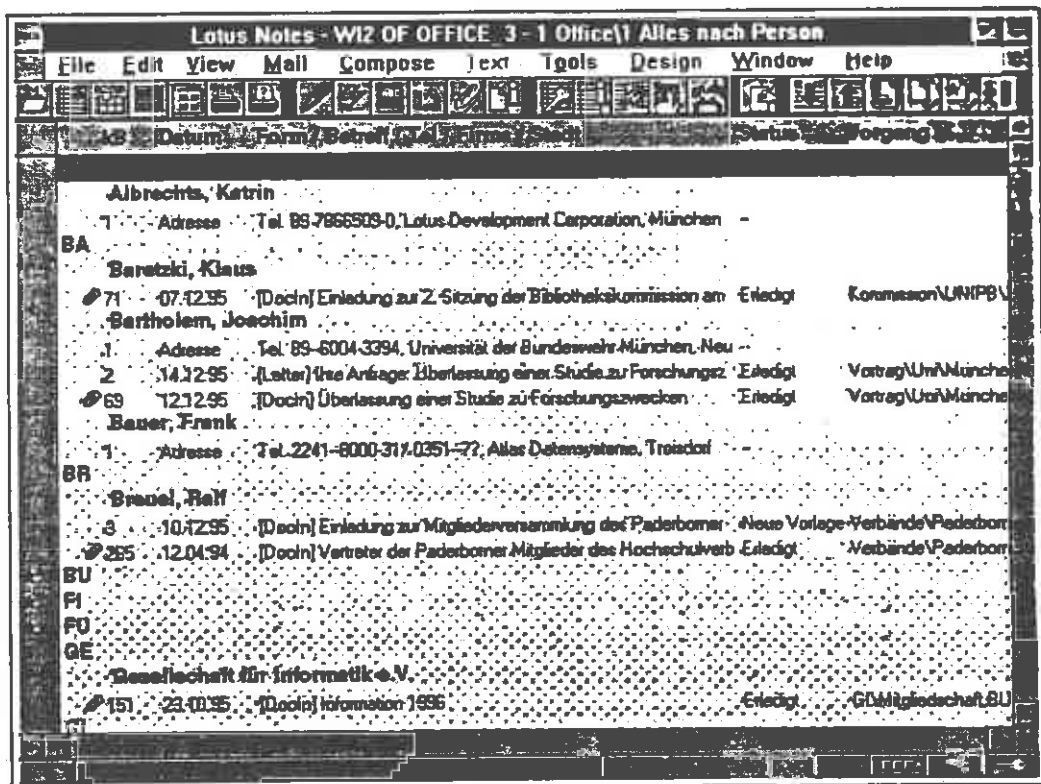 Lotus Notes - WI2 OF OFFICE_3 - 1 Office\1 Alles nach Person
File Edit View Mail Compose Text Tools Design Window Help
kB Datum Form / Betreff / Tel / Firma / Stadt Status Vorgang
Albrechts, Katrin
1 Adresse Tel. 89-7866509-0, Lotus Development Corporation, München -
BA
Baretzki, Klaus
71 07.12.95 [DocIn] Einladung zur 2. Sitzung der Bibliothekskommission am Erledigt Kommission\UNIPB\
Bartholem, Joachim
1 Adresse Tel. 89--6004-3394, Universität der Bundeswehr München, Neu -
2 14.12.95 [Letter] Ihre Anfrage: Überlassung einer Studie zu Forschungsz Erledigt Vortrag\Uni\Münche
69 12.12.95 [DocIn] Überlassung einer Studie zu Forschungszwecken Erledigt Vortrag\Uni\Münche
Bauer, Frank
1 Adresse Tel. 2241--8000-31?-0351--??, Atlas Datensysteme, Troisdorf -
BR
Breuel, Ralf
3 10.12.95 [DocIn] Einladung zur Mitgliederversammlung des Paderborner Neue Vorlage Verbände\Paderborn
285 12.04.94 [DocIn] Vertreter der Paderborner Mitglieder des Hochschulverb Erledigt Verbände\Paderborn
BU
FI
FÜ
GE
Gesellschaft für Informatik e.V.
151 [DocIn] Information 1996 Erledigt GI\Mitgliedschaft\BU